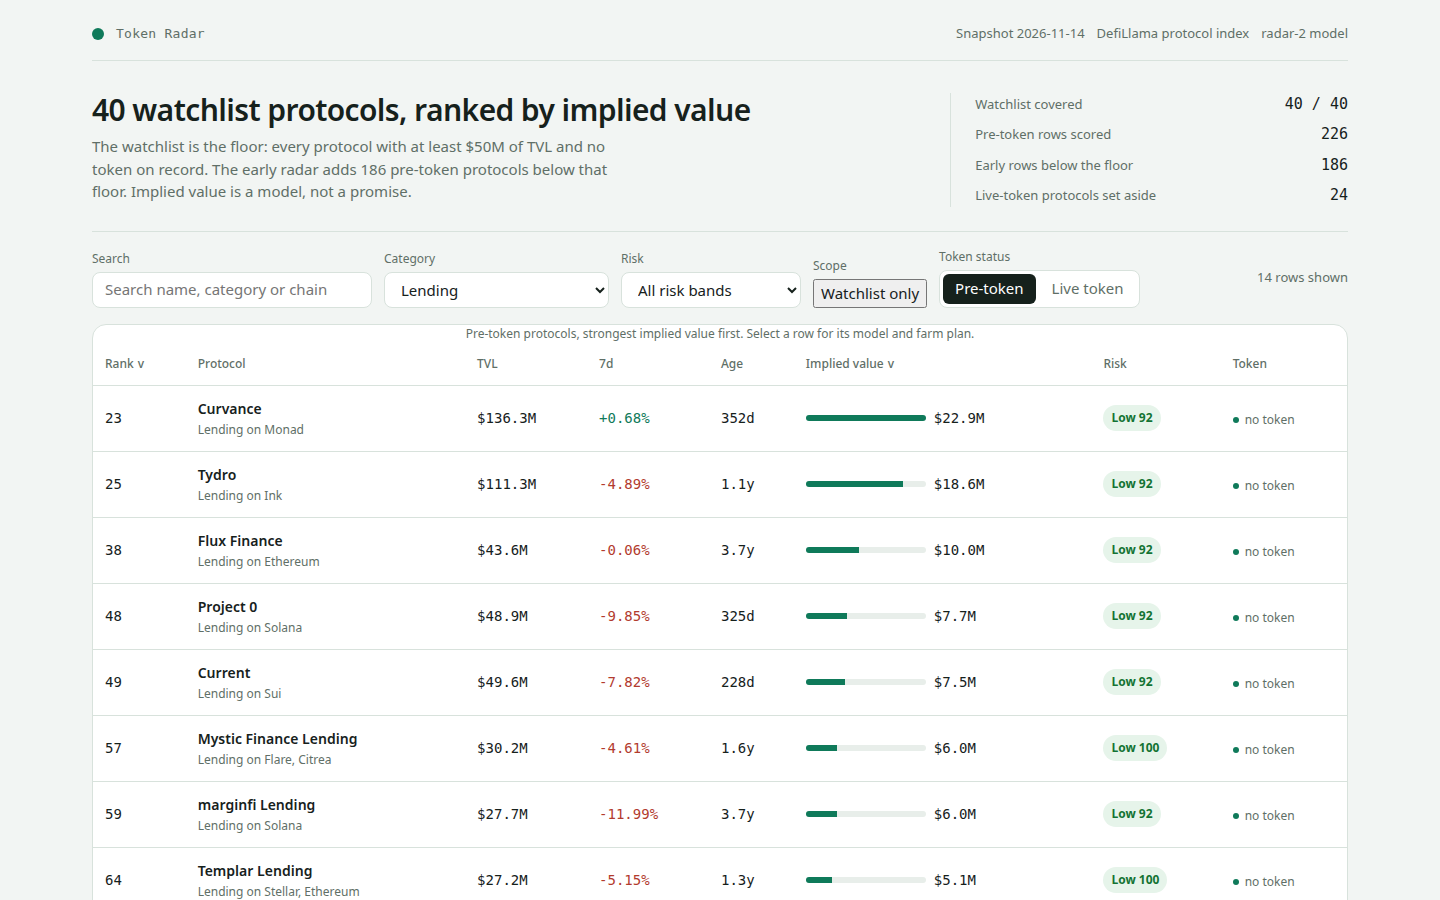 Token Radar
Snapshot 2026-11-14 DefiLlama protocol index radar-2 model
40 watchlist protocols, ranked by implied value
The watchlist is the floor: every protocol with at least $50M of TVL and no
token on record. The early radar adds 186 pre-token protocols below that
floor. Implied value is a model, not a promise.
Watchlist covered 40 / 40
Pre-token rows scored 226
Early rows below the floor 186
Live-token protocols set aside 24
Search
Search name, category or chain
Category
Lending
Risk
All risk bands
Scope
Watchlist only
Token status
Pre-token Live token
14 rows shown
Pre-token protocols, strongest implied value first. Select a row for its model and farm plan.
Rank v Protocol TVL 7d Age Implied value v Risk Token
23 Curvance $136.3M +0.68% 352d $22.9M Low 92 no token
Lending on Monad
25 Tydro $111.3M -4.89% 1.1y $18.6M Low 92 no token
Lending on Ink
38 Flux Finance $43.6M -0.06% 3.7y $10.0M Low 92 no token
Lending on Ethereum
48 Project 0 $48.9M -9.85% 325d $7.7M Low 92 no token
Lending on Solana
49 Current $49.6M -7.82% 228d $7.5M Low 92 no token
Lending on Sui
57 Mystic Finance Lending $30.2M -4.61% 1.6y $6.0M Low 100 no token
Lending on Flare, Citrea
59 marginfi Lending $27.7M -11.99% 3.7y $6.0M Low 92 no token
Lending on Solana
64 Templar Lending $27.2M -5.15% 1.3y $5.1M Low 100 no token
Lending on Stellar, Ethereum